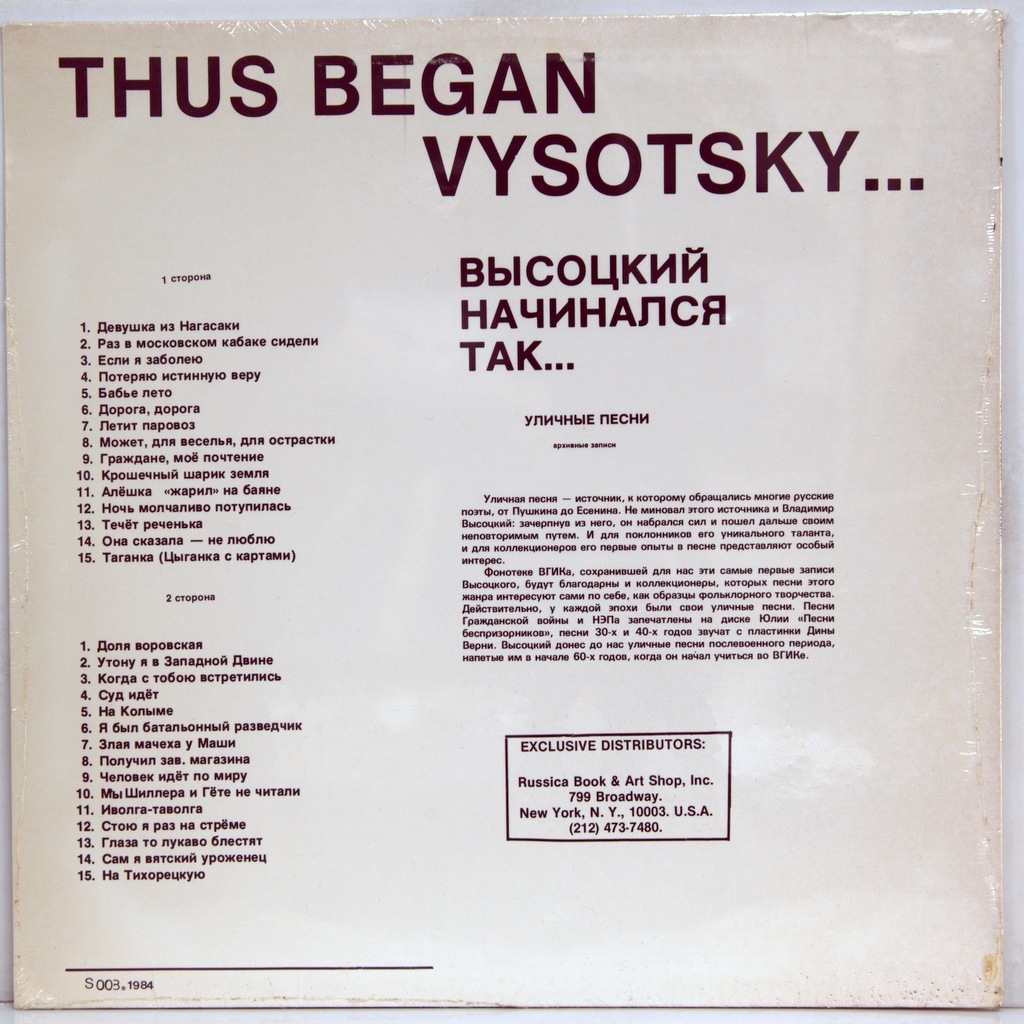 THUS BEGAN
VYSOTSKY...
ВЫСОЦКИЙ
НАЧИНАЛСЯ
ТАК...
УЛИЧНЫЕ ПЕСНИ
архивные записи
1 сторона
1. Девушка из Нагасаки
2. Раз в московском кабаке сидели
3. Если я заболею
4. Потеряю истинную веру
5. Бабье лето
6. Дорога, дорога
7. Летит паровоз
8. Может, для веселья, для острастки
9. Граждане, моё почтение
10. Крошечный шарик земля
11. Алёшка «жарил» на баяне
12. Ночь молчаливо потупилась
13. Течёт реченька
14. Она сказала — не люблю
15. Таганка (Цыганка с картами)
2 сторона
1. Доля воровская
2. Утону я в Западной Двине
3. Когда с тобою встретились
4. Суд идёт
5. На Колыме
6. Я был батальонный разведчик
7. Злая мачеха у Маши
8. Получил зав. магазина
9. Человек идёт по миру
10. Мы Шиллера и Гёте не читали
11. Иволга-таволга
12. Стою я раз на стрёме
13. Глаза то лукаво блестят
14. Сам я вятский уроженец
15. На Тихорецкую
Уличная песня — источник, к которому обращались многие русские
поэты, от Пушкина до Есенина. Не миновал этого источника и Владимир
Высоцкий: зачерпнув из него, он набрался сил и пошел дальше своим
неповторимым путем. И для поклонников его уникального таланта,
и для коллекционеров его первые опыты в песне представляют особый
интерес.
Фонотеке ВГИКа, сохранившей для нас эти самые первые записи
Высоцкого, будут благодарны и коллекционеры, которых песни этого
жанра интересуют сами по себе, как образцы фольклорного творчества.
Действительно, у каждой эпохи были свои уличные песни. Песни
Гражданской войны и НЭПа запечатлены на диске Юлии «Песни
беспризорников», песни 30-х и 40-х годов звучат с пластинки Дины
Верни. Высоцкий донес до нас уличные песни послевоенного периода,
напетые им в начале 60-х годов, когда он начал учиться во ВГИКе.
EXCLUSIVE DISTRIBUTORS:
Russica Book & Art Shop, Inc.
799 Broadway.
New York, N. Y., 10003. U.S.A.
(212) 473-7480.
S 003. 1984